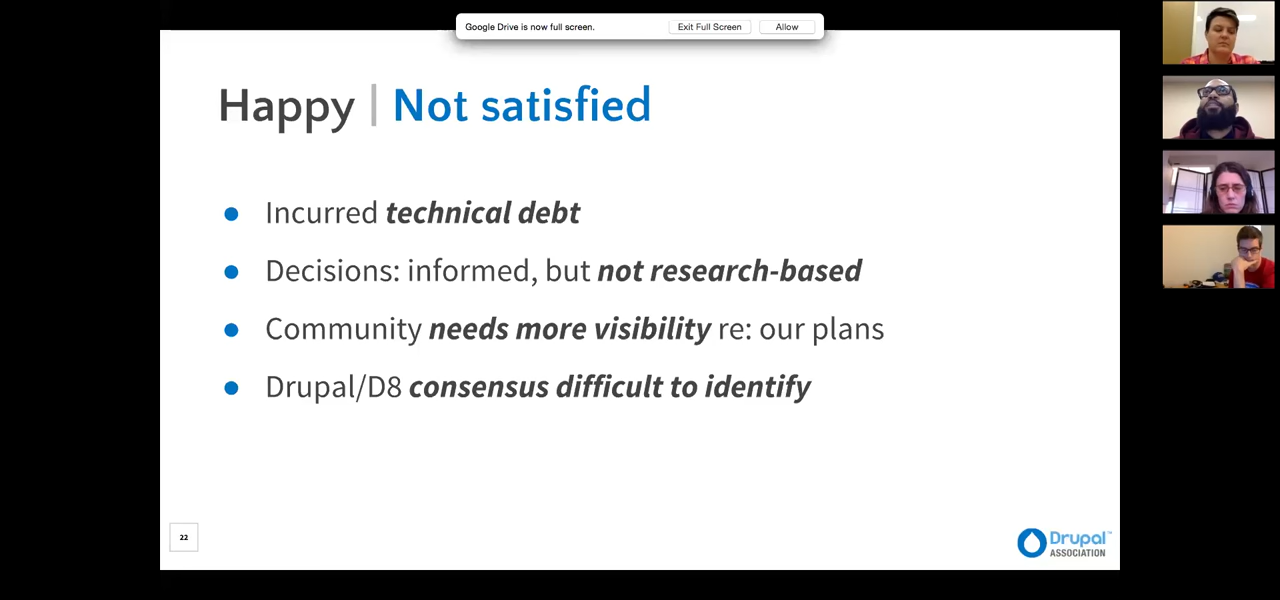 Google Drive is now full screen. Exit Full Screen Allow
Happy | Not satisfied
● Incurred technical debt
● Decisions: informed, but not research-based
● Community needs more visibility re: our plans
● Drupal/D8 consensus difficult to identify
22
Drupal™
ASSOCIATION